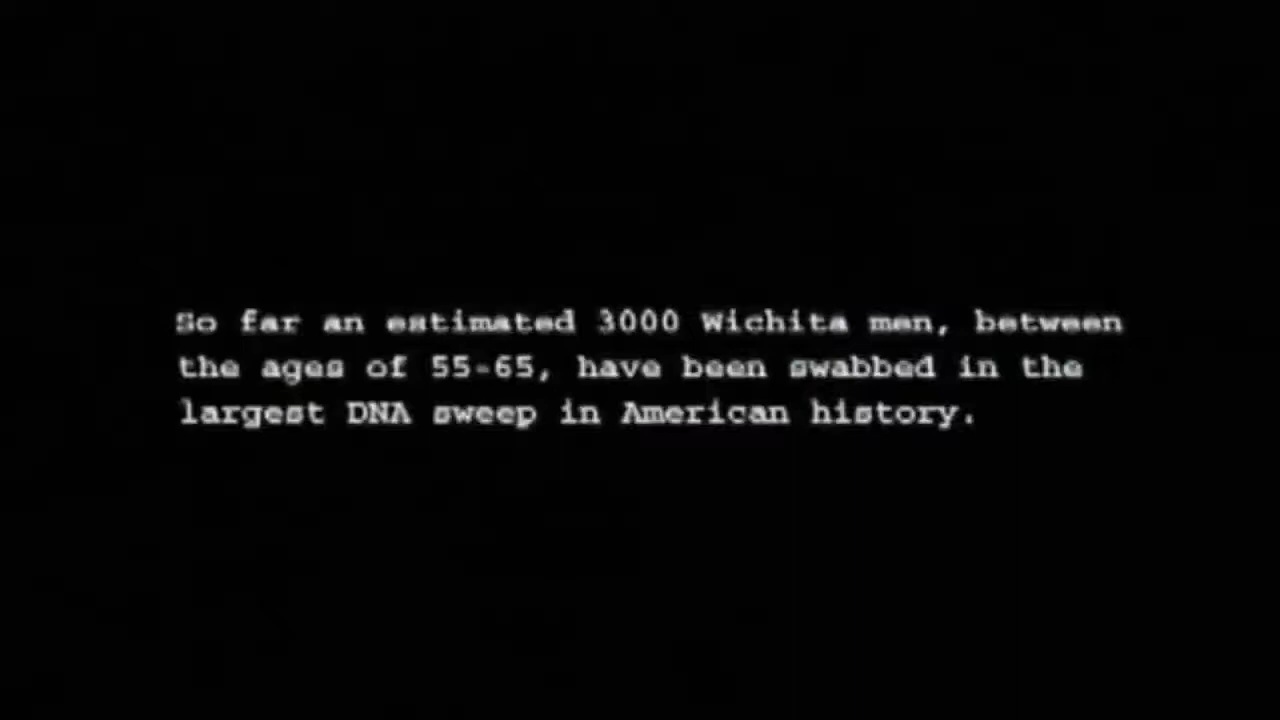 So far an estimated 3000 Wichita men, between
the ages of 55-65, have been swabbed in the
largest DNA sweep in American history.